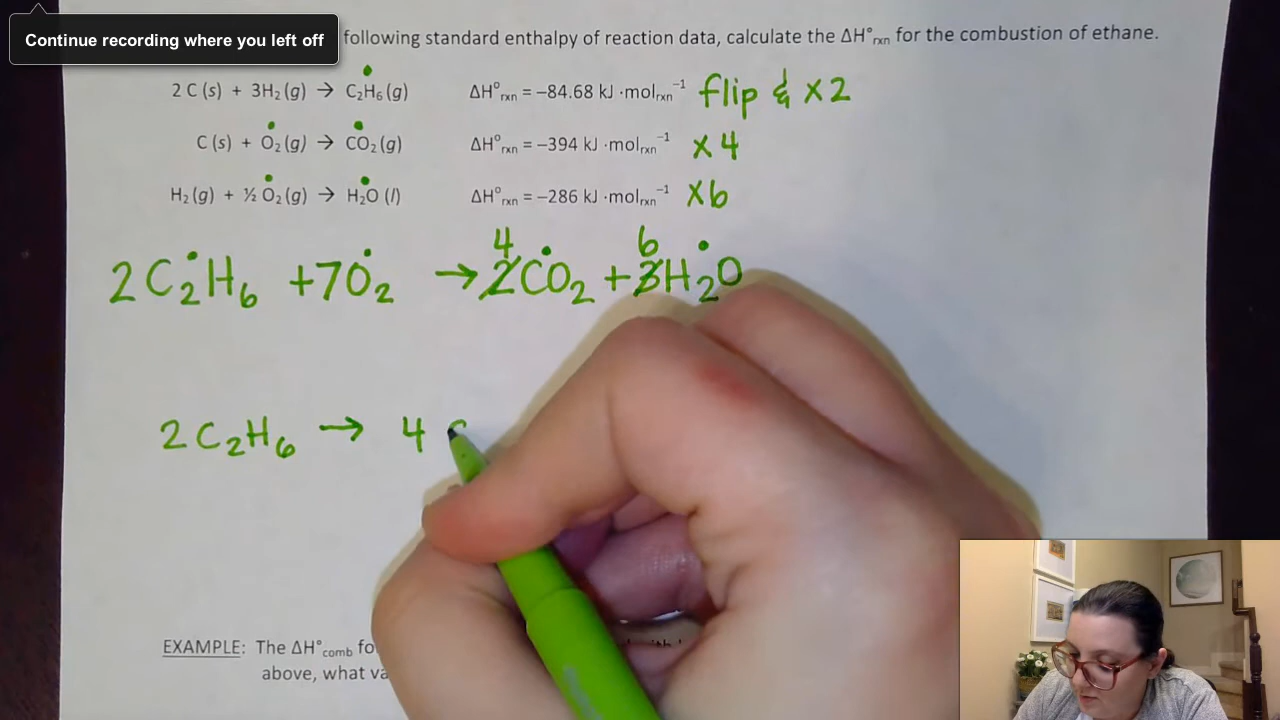 Continue recording where you left off
following standard enthalpy of reaction data, calculate the ΔH°rxn for the combustion of ethane.
2 C (s) + 3H₂ (g) → C₂H₆ (g) ΔH°rxn = −84.68 kJ ·molrxn⁻¹ flip & x2
C (s) + O₂ (g) → CO₂ (g) ΔH°rxn = −394 kJ ·molrxn⁻¹ x4
H₂ (g) + ½ O₂ (g) → H₂O (l) ΔH°rxn = −286 kJ ·molrxn⁻¹ x6
4 6
2C₂H₆ + 7O₂ → 2CO₂ + 3H₂O
2C₂H₆ → 4
EXAMPLE: The ΔH°comb
above, what